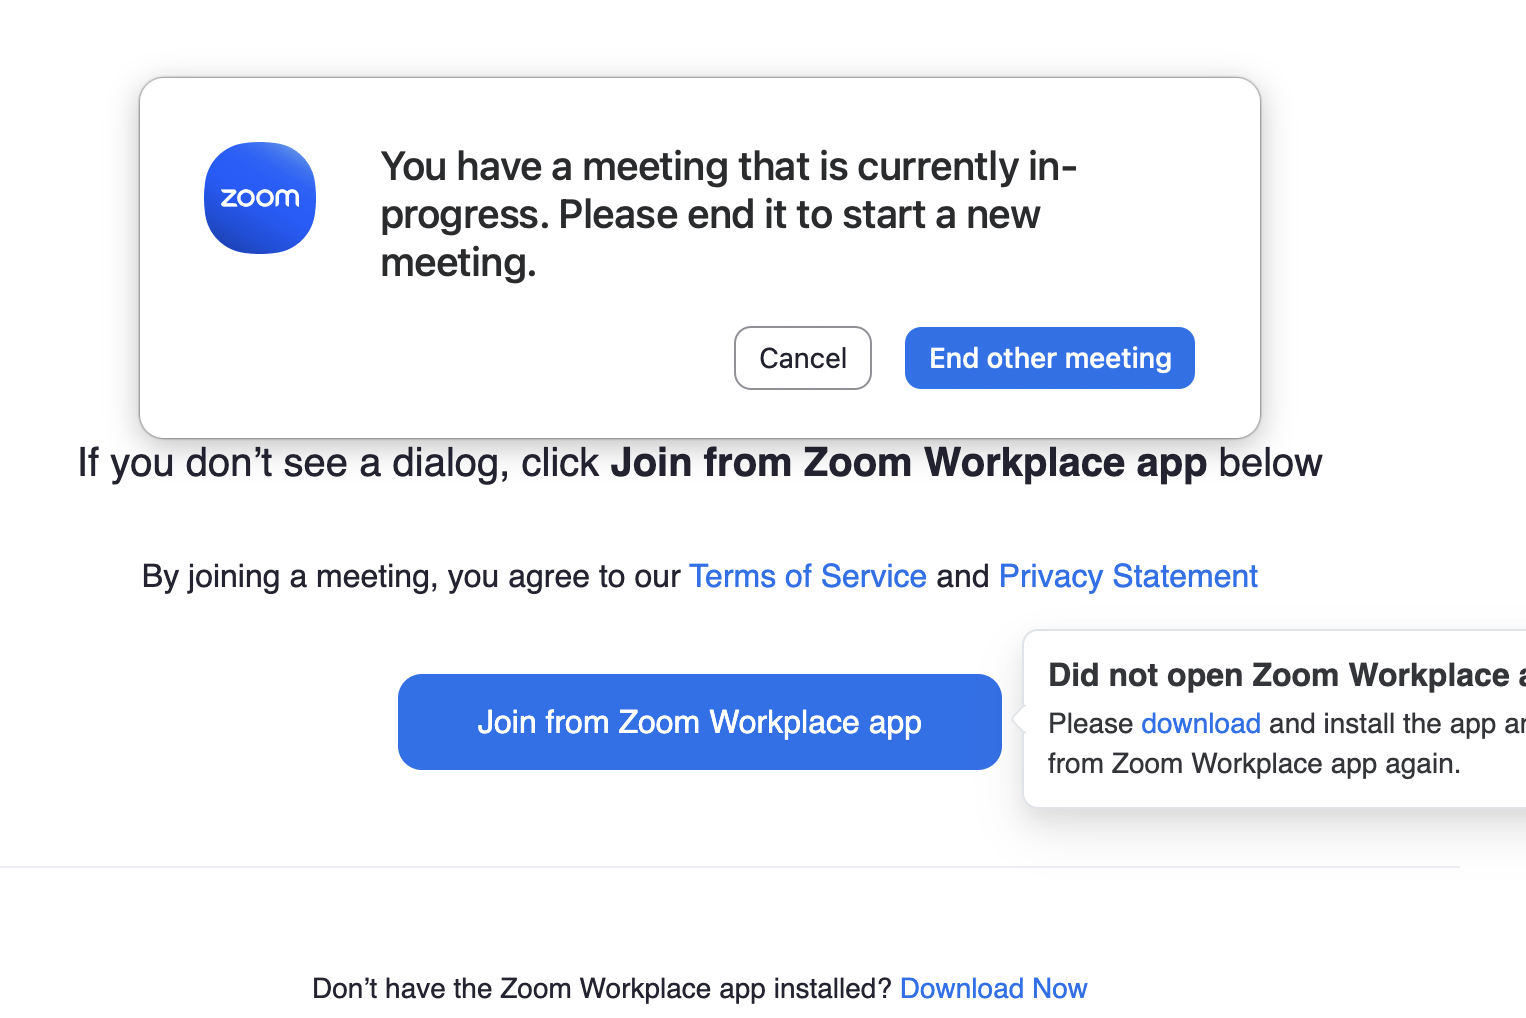 zoom
You have a meeting that is currently in-
progress. Please end it to start a new
meeting.
Cancel
End other meeting
If you don’t see a dialog, click Join from Zoom Workplace app below
By joining a meeting, you agree to our Terms of Service and Privacy Statement
Join from Zoom Workplace app
Did not open Zoom Workplace
Please download and install the app
from Zoom Workplace app again.
Don’t have the Zoom Workplace app installed? Download Now